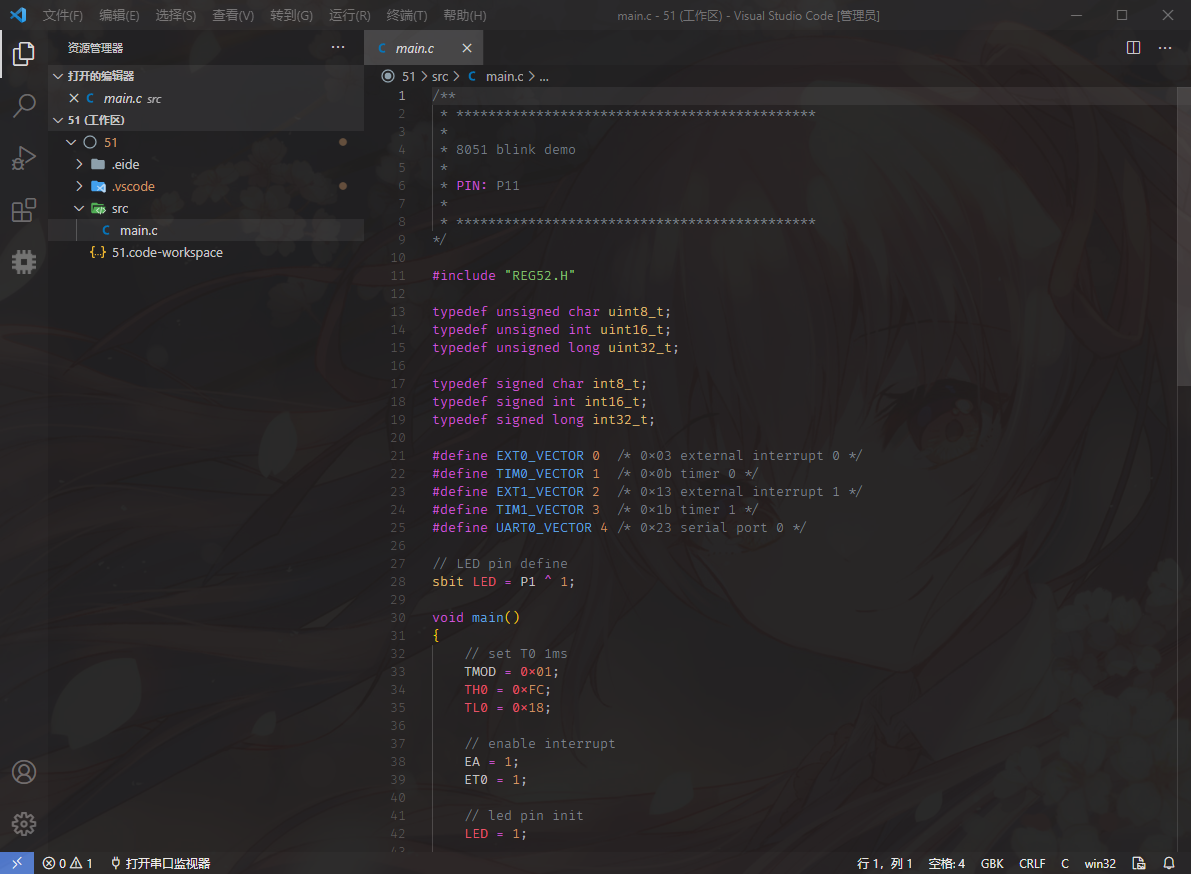 文件(F) 编辑(E) 选择(S) 查看(V) 转到(G) 运行(R) 终端(T) 帮助(H) main.c - 51 (工作区) - Visual Studio Code [管理员]
资源管理器
打开的编辑器
main.c src
51 (工作区)
51
.eide
.vscode
src
main.c
51.code-workspace
main.c
51 > src > C main.c > ...
1 /**
2 * *********************************************
3 *
4 * 8051 blink demo
5 *
6 * PIN: P11
7 *
8 * *********************************************
9 */
10
11 #include "REG52.H"
12
13 typedef unsigned char uint8_t;
14 typedef unsigned int uint16_t;
15 typedef unsigned long uint32_t;
16
17 typedef signed char int8_t;
18 typedef signed int int16_t;
19 typedef signed long int32_t;
20
21 #define EXT0_VECTOR 0 /* 0x03 external interrupt 0 */
22 #define TIM0_VECTOR 1 /* 0x0b timer 0 */
23 #define EXT1_VECTOR 2 /* 0x13 external interrupt 1 */
24 #define TIM1_VECTOR 3 /* 0x1b timer 1 */
25 #define UART0_VECTOR 4 /* 0x23 serial port 0 */
26
27 // LED pin define
28 sbit LED = P1 ^ 1;
29
30 void main()
31 {
32 // set T0 1ms
33 TMOD = 0x01;
34 TH0 = 0xFC;
35 TL0 = 0x18;
36
37 // enable interrupt
38 EA = 1;
39 ET0 = 1;
40
41 // led pin init
42 LED = 1;
43
0 1 打开串口监视器 行 1，列 1 空格: 4 GBK CRLF C win32